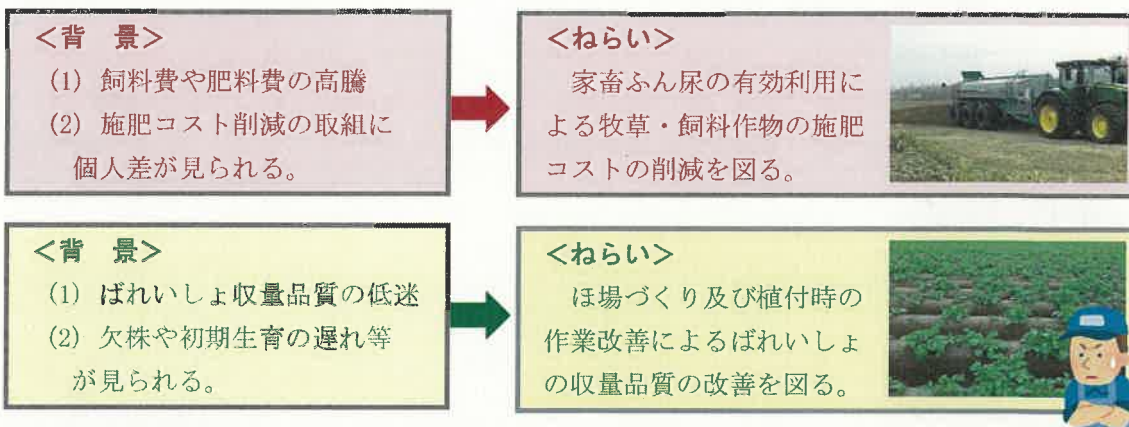 <背 景>
(1) 飼料費や肥料費の高騰
(2) 施肥コスト削減の取組に
個人差が見られる。
<ねらい>
家畜ふん尿の有効利用に
よる牧草・飼料作物の施肥
コストの削減を図る。
<背 景>
(1) ばれいしょ収量品質の低迷
(2) 欠株や初期生育の遅れ等
が見られる。
<ねらい>
ほ場づくり及び植付時の
作業改善によるばれいしょ
の収量品質の改善を図る。